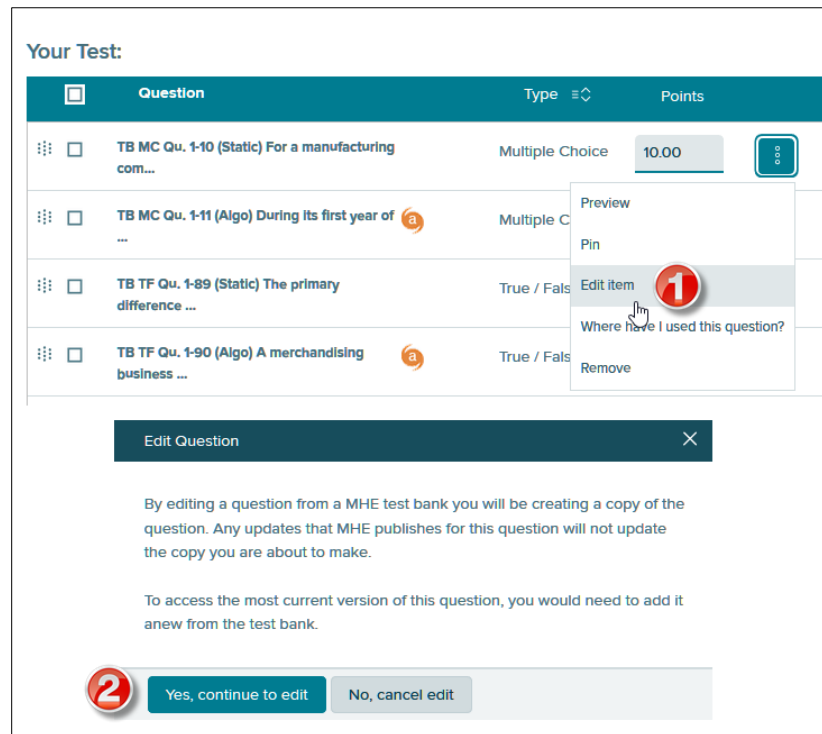 Your Test:
Question Type Points
TB MC Qu. 1-10 (Static) For a manufacturing Multiple Choice 10.00
com...
Preview
TB MC Qu. 1-11 (Algo) During its first year of a Multiple C
...
Pin
TB TF Qu. 1-89 (Static) The primary True / Fals Edit item 1
difference ...
Where have I used this question?
TB TF Qu. 1-90 (Algo) A merchandising a True / Fals
business ...
Remove
Edit Question
By editing a question from a MHE test bank you will be creating a copy of the
question. Any updates that MHE publishes for this question will not update
the copy you are about to make.
To access the most current version of this question, you would need to add it
anew from the test bank.
2 Yes, continue to edit No, cancel edit